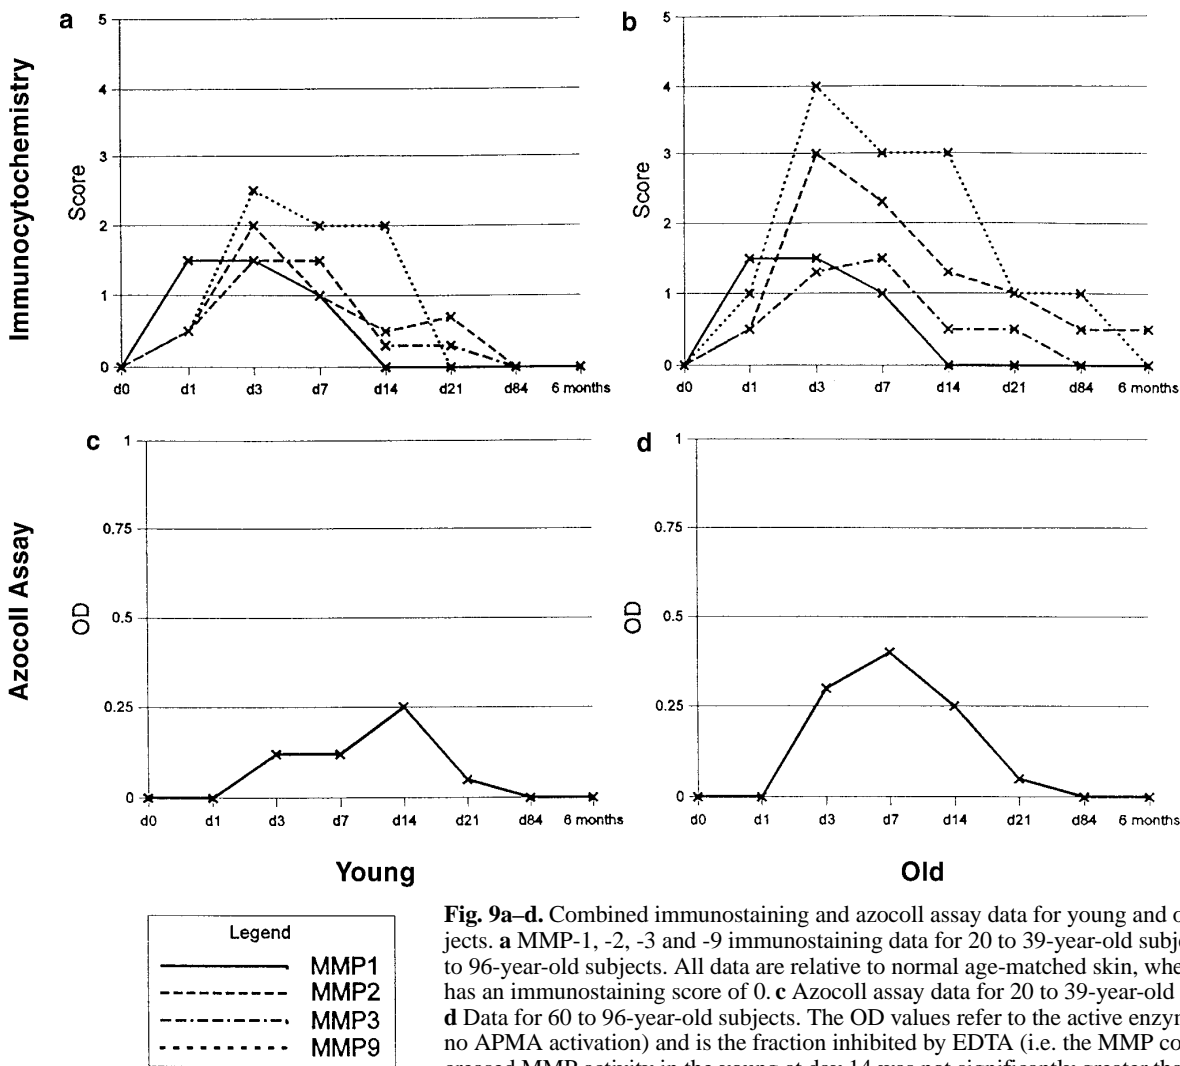 a
b
Immunocytochemistry
Score
5
4
3
2
1
0
d0 d1 d3 d7 d14 d21 d84 6 months
Score
5
4
3
2
1
0
d0 d1 d3 d7 d14 d21 d84 6 months
c
d
Azocoll Assay
OD
1
0.75
0.5
0.25
0
d0 d1 d3 d7 d14 d21 d84 6 months
OD
1
0.75
0.5
0.25
0
d0 d1 d3 d7 d14 d21 d84 6 months
Young
Old
Legend
MMP1
MMP2
MMP3
MMP9
Fig. 9a–d. Combined immunostaining and azocoll assay data for young and o
jects. a MMP-1, -2, -3 and -9 immunostaining data for 20 to 39-year-old subje
to 96-year-old subjects. All data are relative to normal age-matched skin, whe
has an immunostaining score of 0. c Azocoll assay data for 20 to 39-year-old
d Data for 60 to 96-year-old subjects. The OD values refer to the active enzym
no APMA activation) and is the fraction inhibited by EDTA (i.e. the MMP co